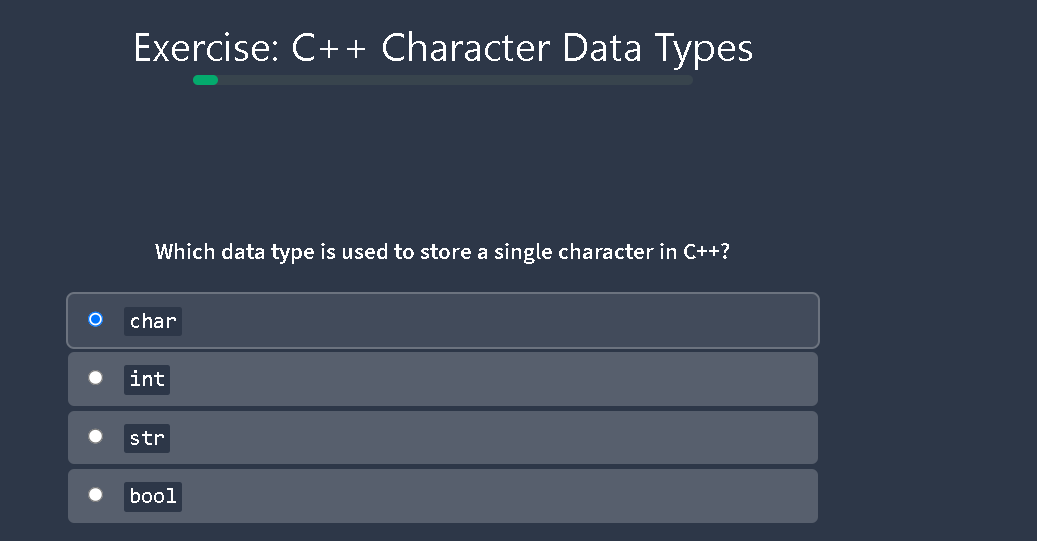 Exercise: C++ Character Data Types
Which data type is used to store a single character in C++?
char
int
str
bool